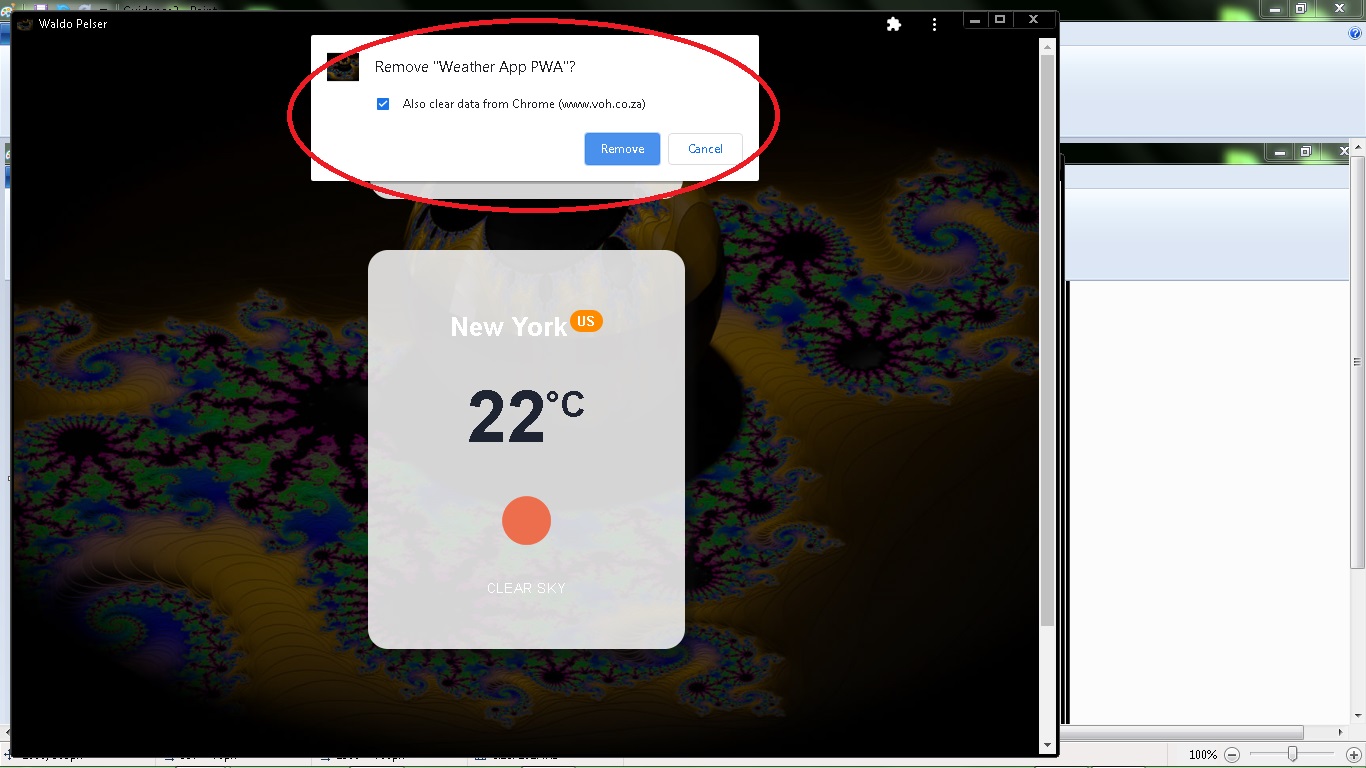 Waldo Pelser
Remove "Weather App PWA"?
Also clear data from Chrome (www.voh.co.za)
Remove
Cancel
New York US
22°C
CLEAR SKY
100%